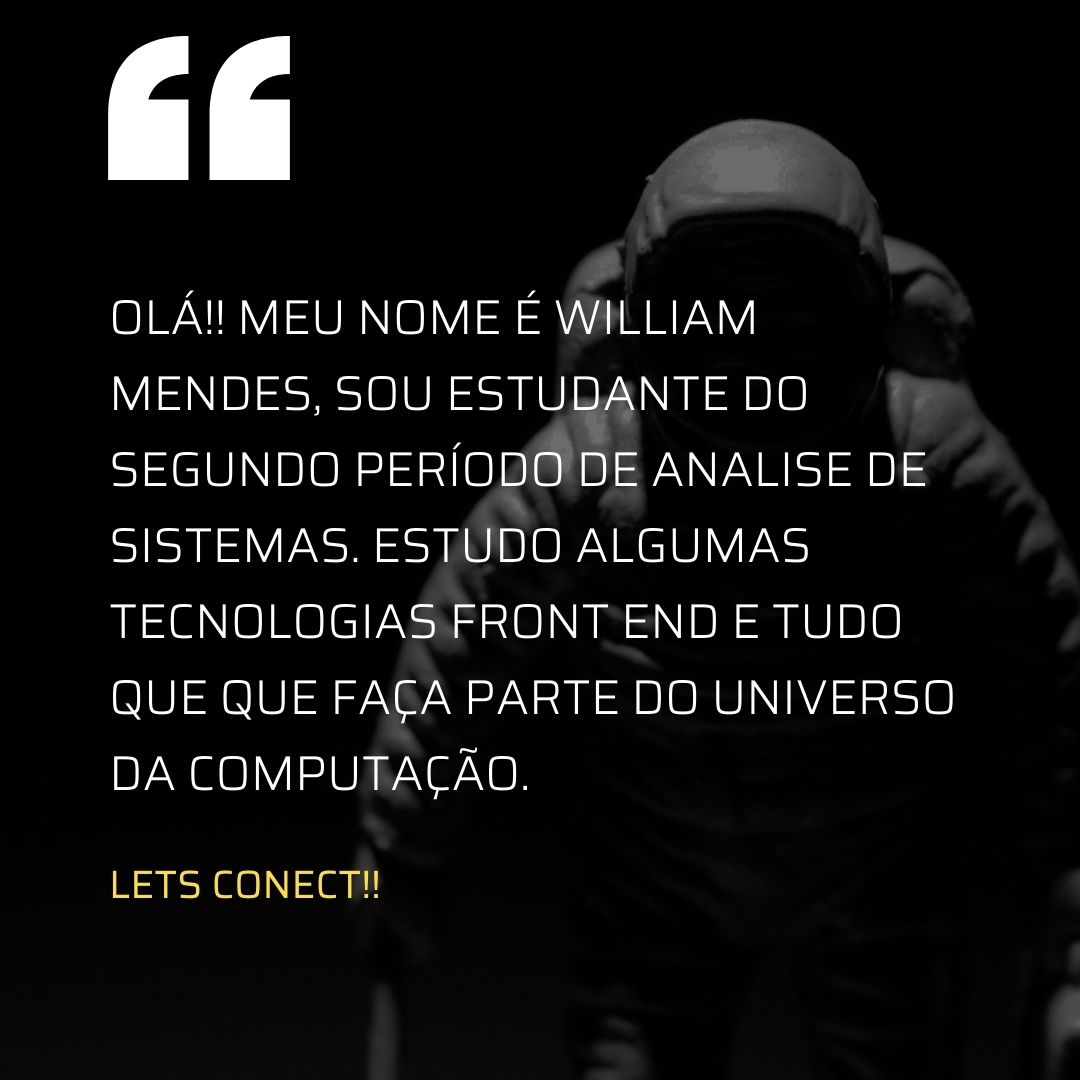 OLÁ!! MEU NOME É WILLIAM
MENDES, SOU ESTUDANTE DO
SEGUNDO PERÍODO DE ANALISE DE
SISTEMAS. ESTUDO ALGUMAS
TECNOLOGIAS FRONT END E TUDO
QUE QUE FAÇA PARTE DO UNIVERSO
DA COMPUTAÇÃO.
LETS CONECT!!